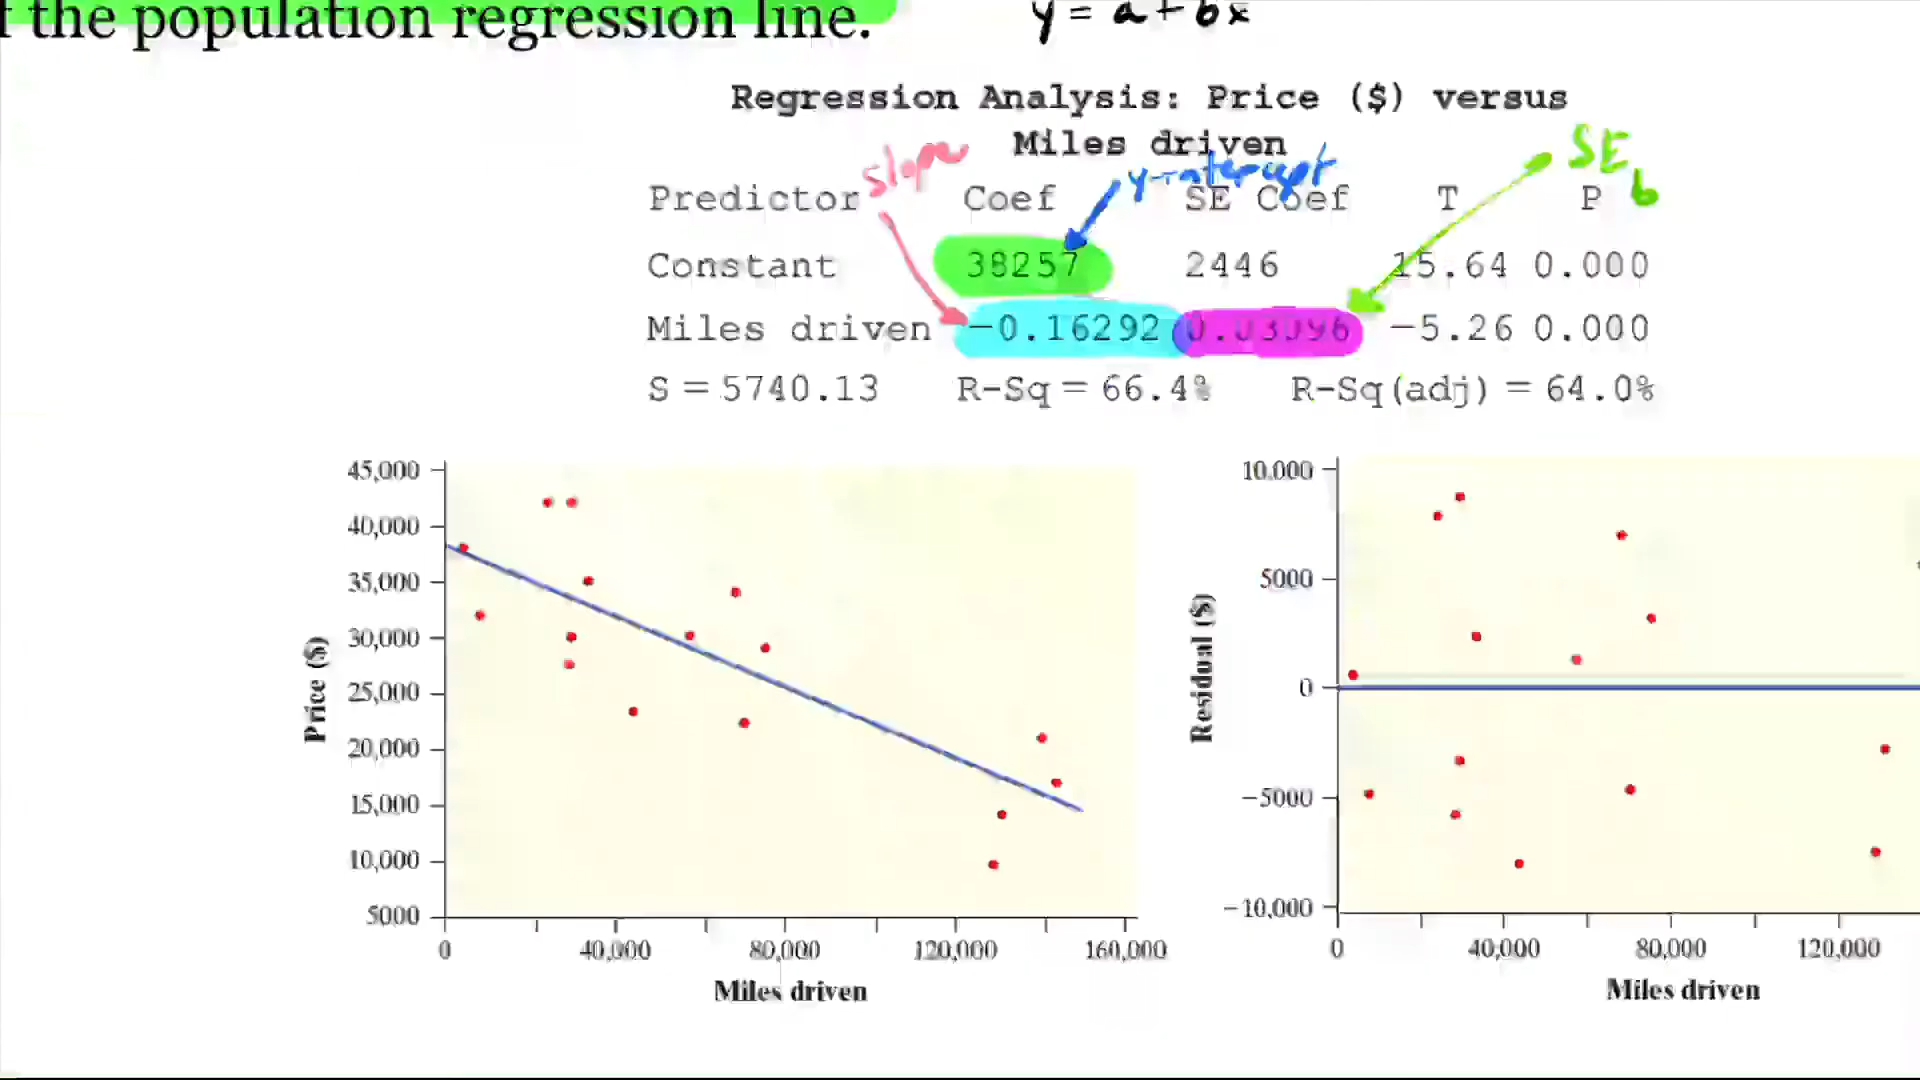 f the population regression line.
y = a + bx
Regression Analysis: Price ($) versus
Miles driven
slope
y-intercept
SE b
Predictor Coef SE Coef T P
Constant 38257 2446 15.64 0.000
Miles driven −0.16292 0.03096 −5.26 0.000
S = 5740.13 R-Sq = 66.4% R-Sq(adj) = 64.0%
45,000
40,000
35,000
30,000
25,000
20,000
15,000
10,000
5000
Price ($)
0 40,000 80,000 120,000 160,000
Miles driven
10,000
5000
0
−5000
−10,000
Residual ($)
0 40,000 80,000 120,000
Miles driven